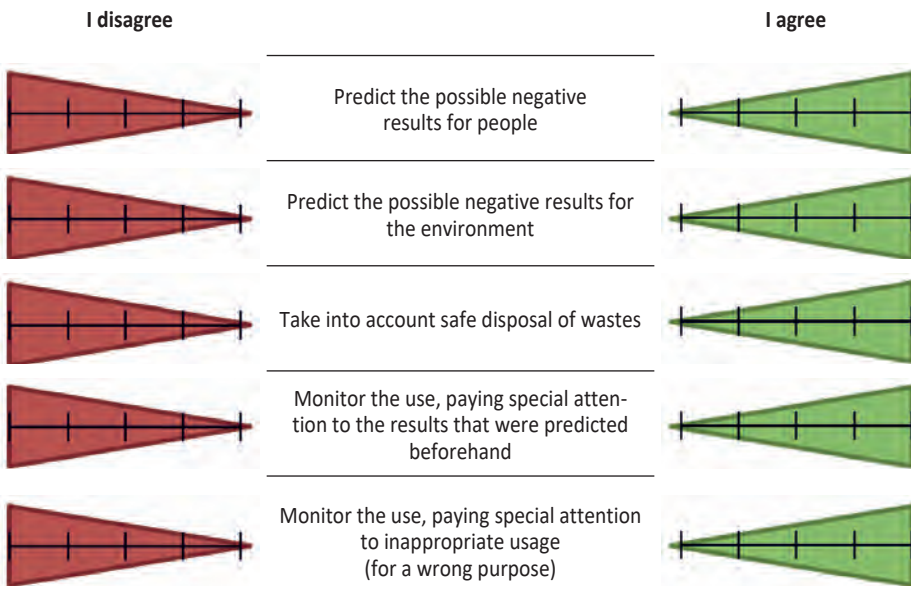 I disagree
I agree
Predict the possible negative
results for people
Predict the possible negative results for
the environment
Take into account safe disposal of wastes
Monitor the use, paying special atten-
tion to the results that were predicted
beforehand
Monitor the use, paying special attention
to inappropriate usage
(for a wrong purpose)